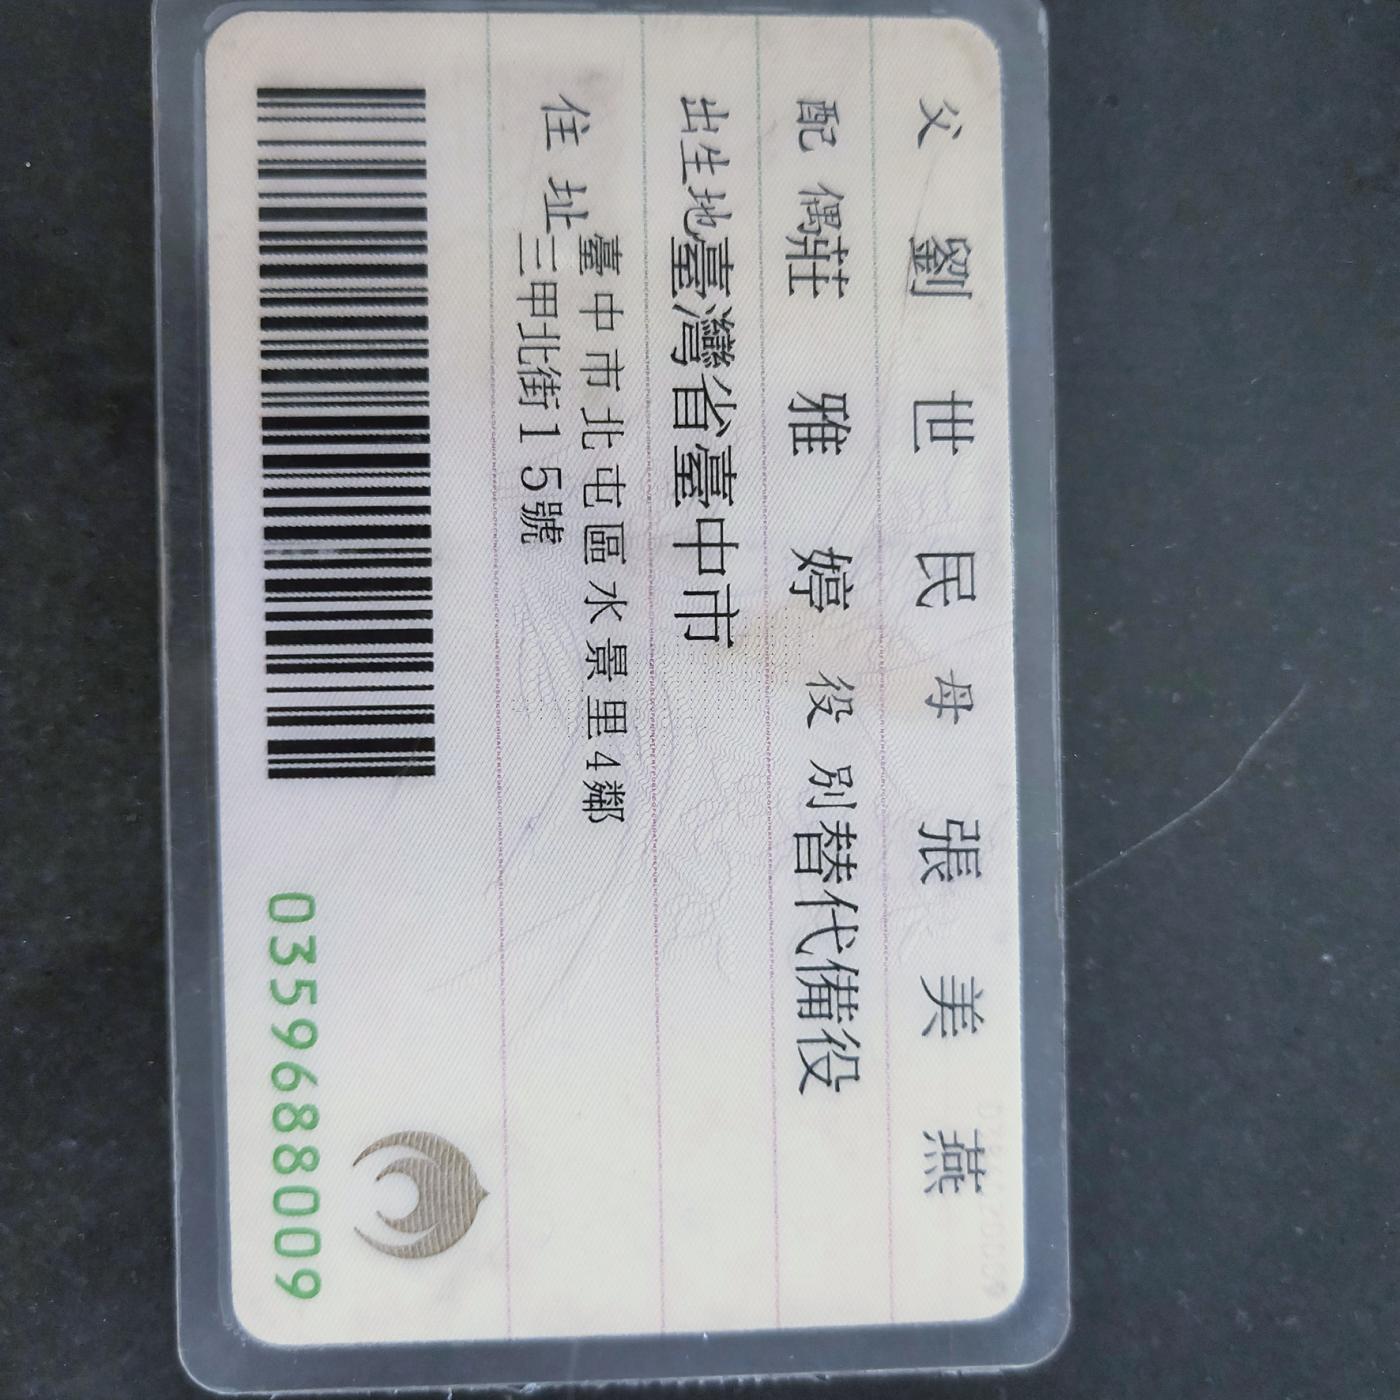 父 劉世民 母 張美燕
配偶 莊雅婷 役別 替代備役
出生地 臺灣省臺中市
住址 臺中市北屯區水景里4鄰
三甲北街15號
0359688009